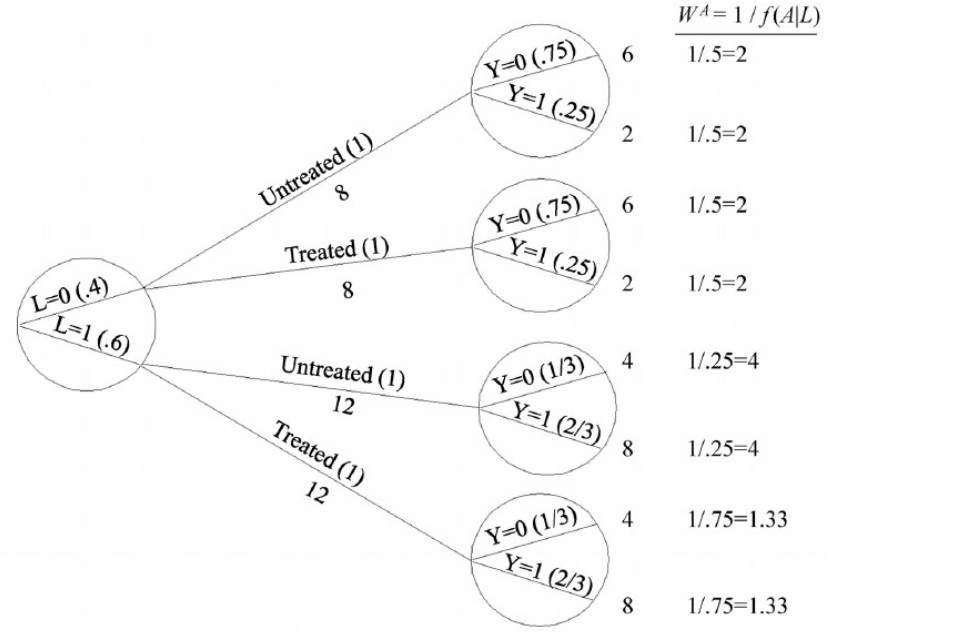 W^A = 1 / f(A|L)
Y=0 (.75) 6 1/.5=2
Y=1 (.25) 2 1/.5=2
Untreated (1)
8
Y=0 (.75) 6 1/.5=2
Y=1 (.25) 2 1/.5=2
Treated (1)
8
L=0 (.4)
L=1 (.6)
Untreated (1)
12
Y=0 (1/3) 4 1/.25=4
Y=1 (2/3) 8 1/.25=4
Treated (1)
12
Y=0 (1/3) 4 1/.75=1.33
Y=1 (2/3) 8 1/.75=1.33